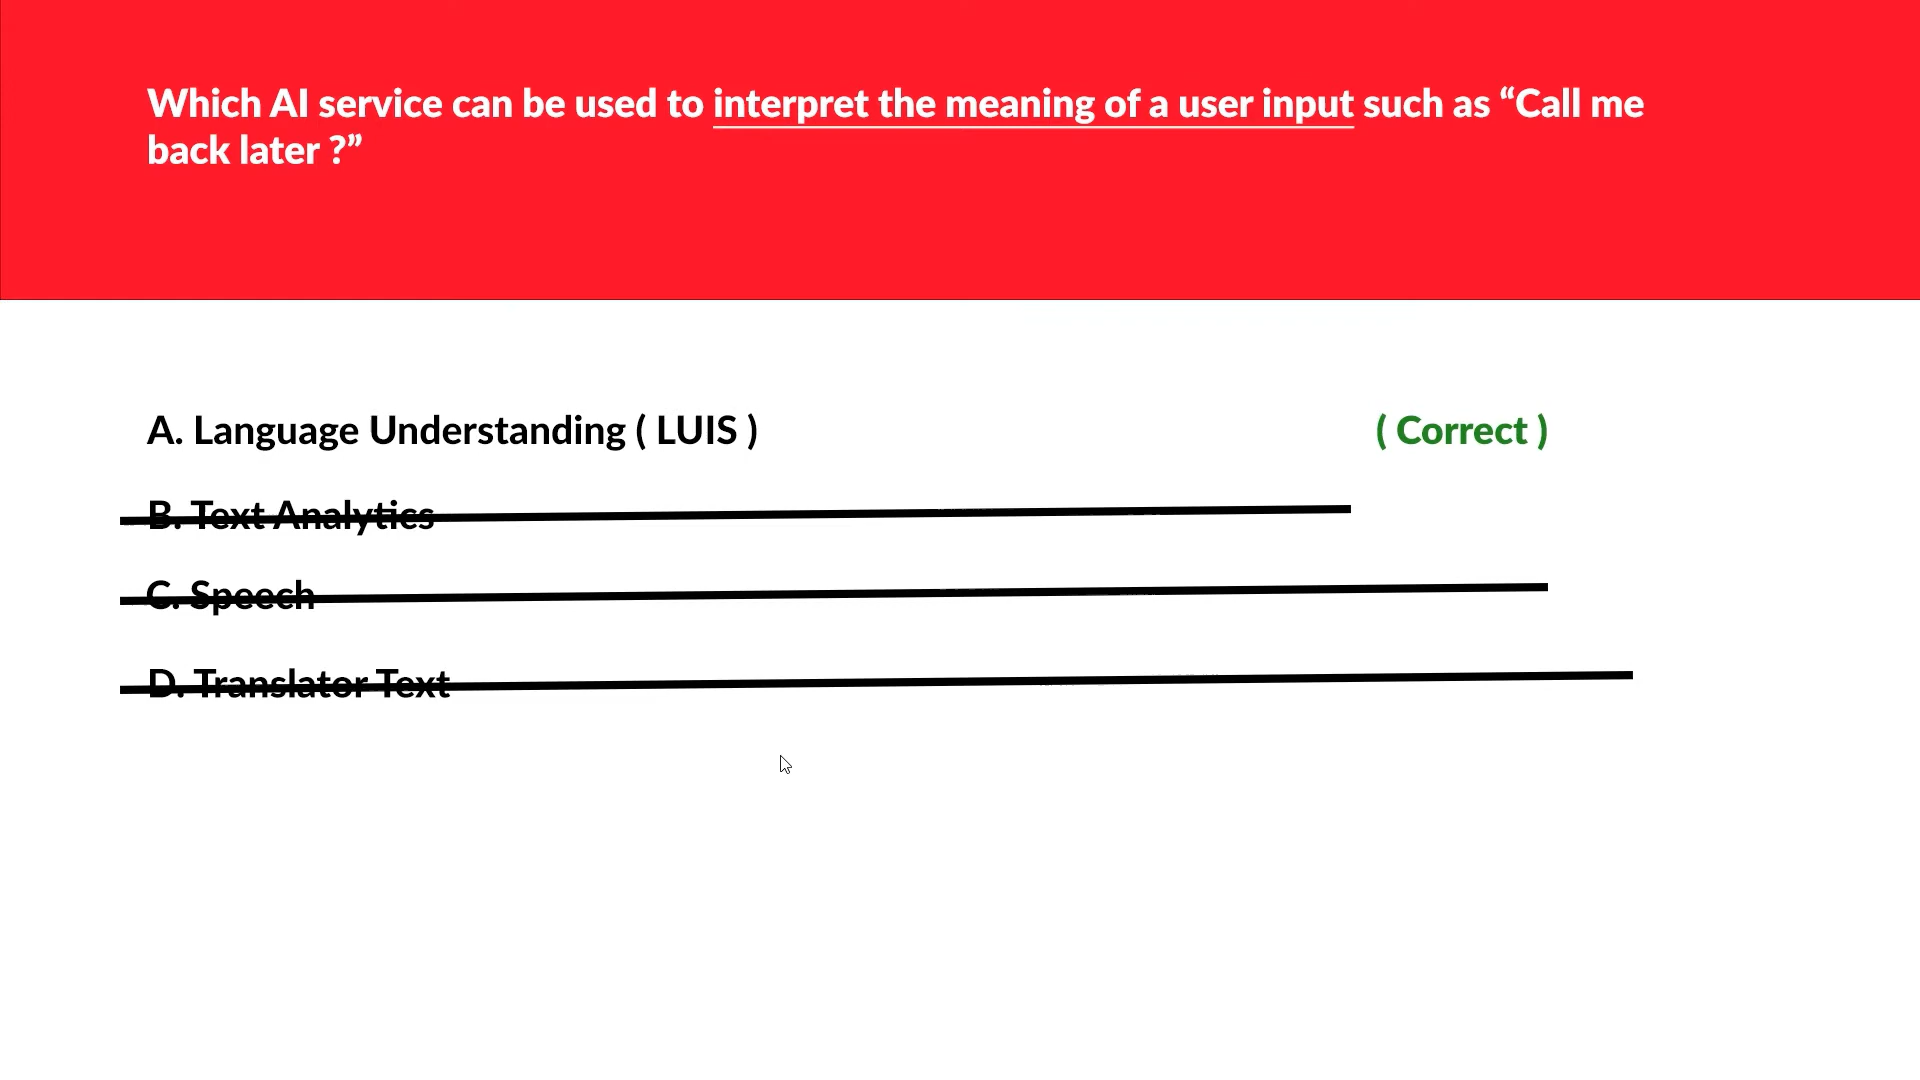 Which AI service can be used to interpret the meaning of a user input such as “Call me
back later ?”
A. Language Understanding ( LUIS )
( Correct )
B. Text Analytics
C. Speech
D. Translator Text